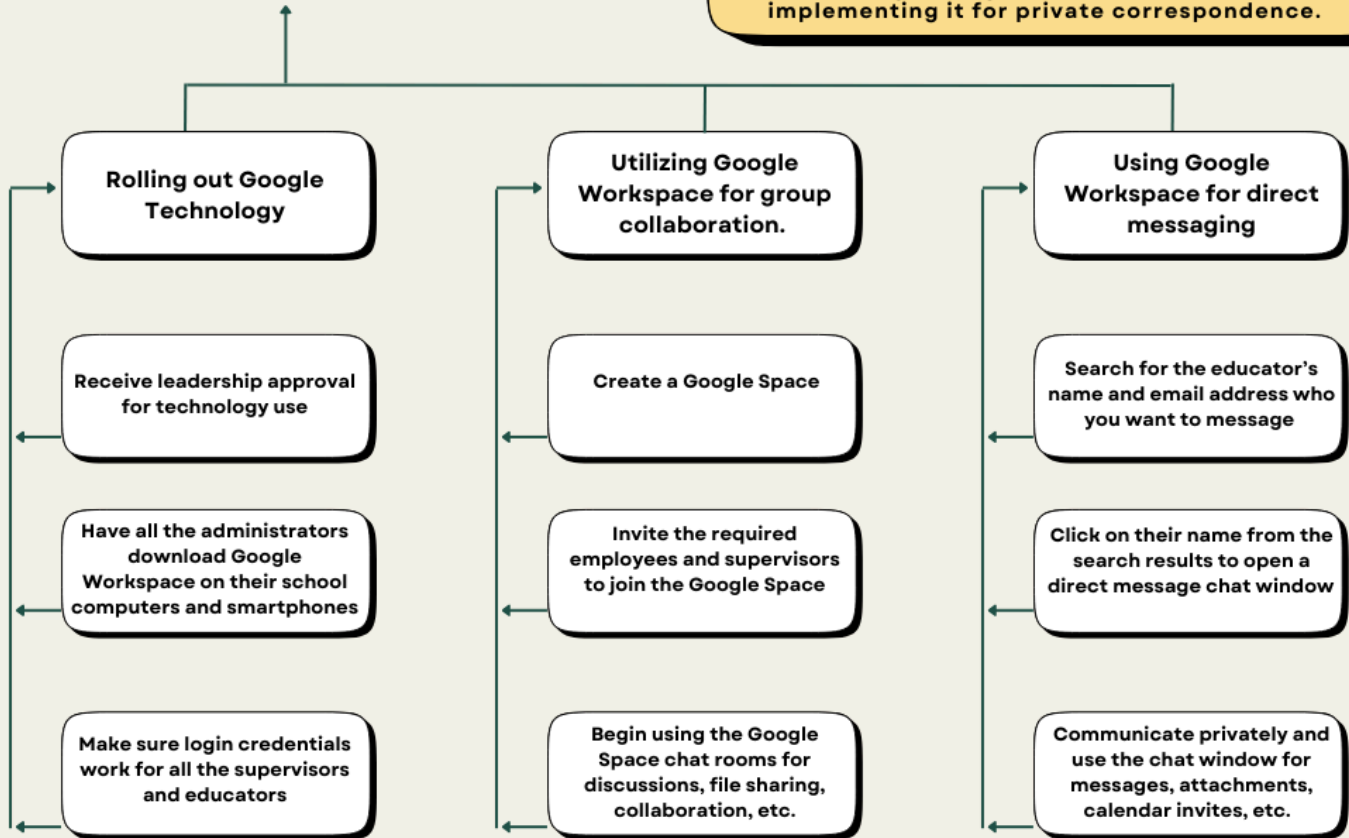 implementing it for private correspondence.
Rolling out Google
Technology
Utilizing Google
Workspace for group
collaboration.
Using Google
Workspace for direct
messaging
Receive leadership approval
for technology use
Create a Google Space
Search for the educator’s
name and email address who
you want to message
Have all the administrators
download Google
Workspace on their school
computers and smartphones
Invite the required
employees and supervisors
to join the Google Space
Click on their name from the
search results to open a
direct message chat window
Make sure login credentials
work for all the supervisors
and educators
Begin using the Google
Space chat rooms for
discussions, file sharing,
collaboration, etc.
Communicate privately and
use the chat window for
messages, attachments,
calendar invites, etc.